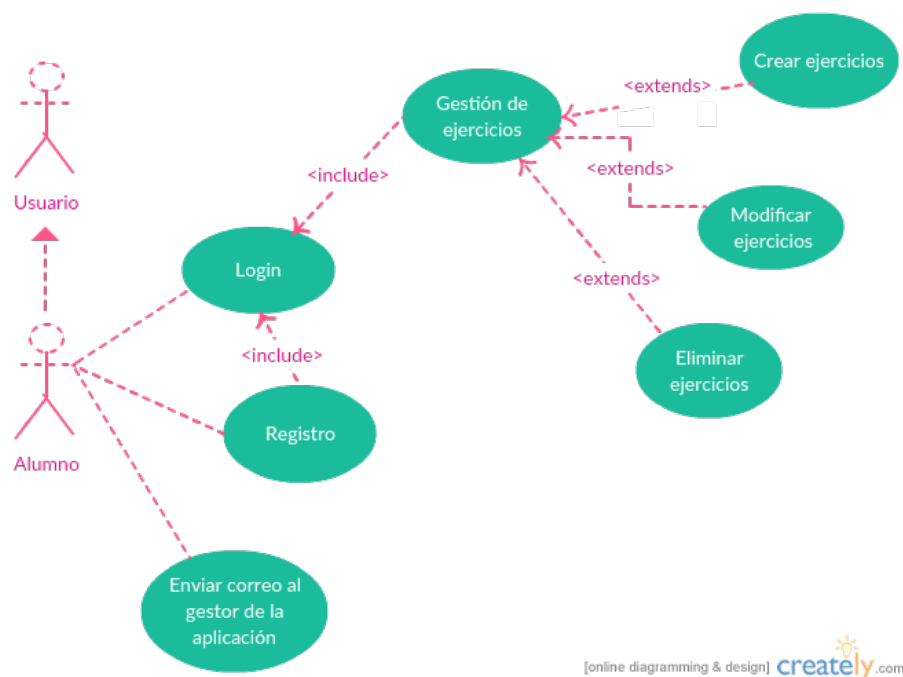 Crear ejercicios
<extends>
Gestión de
ejercicios
<extends>
<include>
Usuario
Modificar
ejercicios
Login
<extends>
<include>
Eliminar
ejercicios
Registro
Alumno
Enviar correo al
gestor de la
aplicación
[online diagramming & design] creately.com